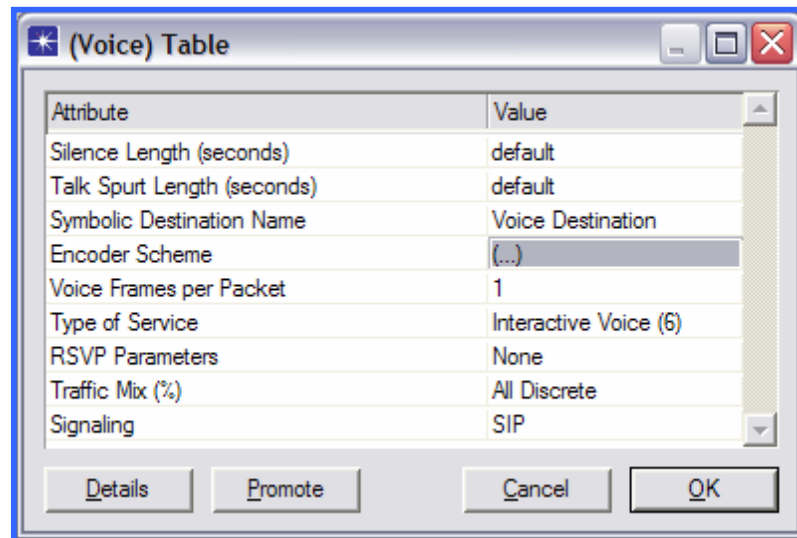 (Voice) Table
Attribute Value
Silence Length (seconds) default
Talk Spurt Length (seconds) default
Symbolic Destination Name Voice Destination
Encoder Scheme (...)
Voice Frames per Packet 1
Type of Service Interactive Voice (6)
RSVP Parameters None
Traffic Mix (%) All Discrete
Signaling SIP
Details Promote Cancel OK